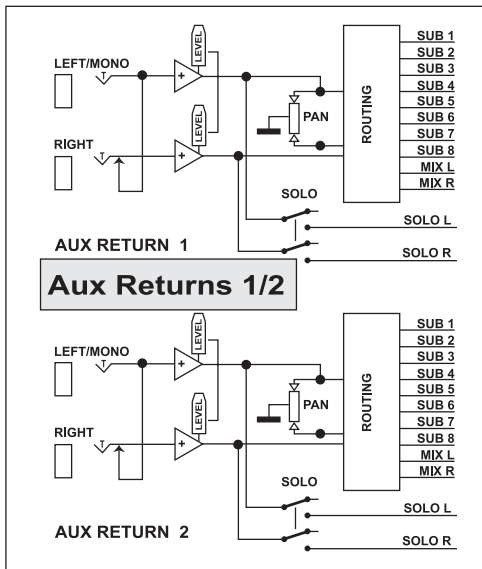 LEFT/MONO
T
+
LEVEL
RIGHT
T
+
LEVEL
PAN
ROUTING
SUB 1
SUB 2
SUB 3
SUB 4
SUB 5
SUB 6
SUB 7
SUB 8
MIX L
MIX R
SOLO
SOLO L
SOLO R
AUX RETURN 1
Aux Returns 1/2
LEFT/MONO
T
+
LEVEL
RIGHT
T
+
LEVEL
PAN
ROUTING
SUB 1
SUB 2
SUB 3
SUB 4
SUB 5
SUB 6
SUB 7
SUB 8
MIX L
MIX R
SOLO
SOLO L
SOLO R
AUX RETURN 2